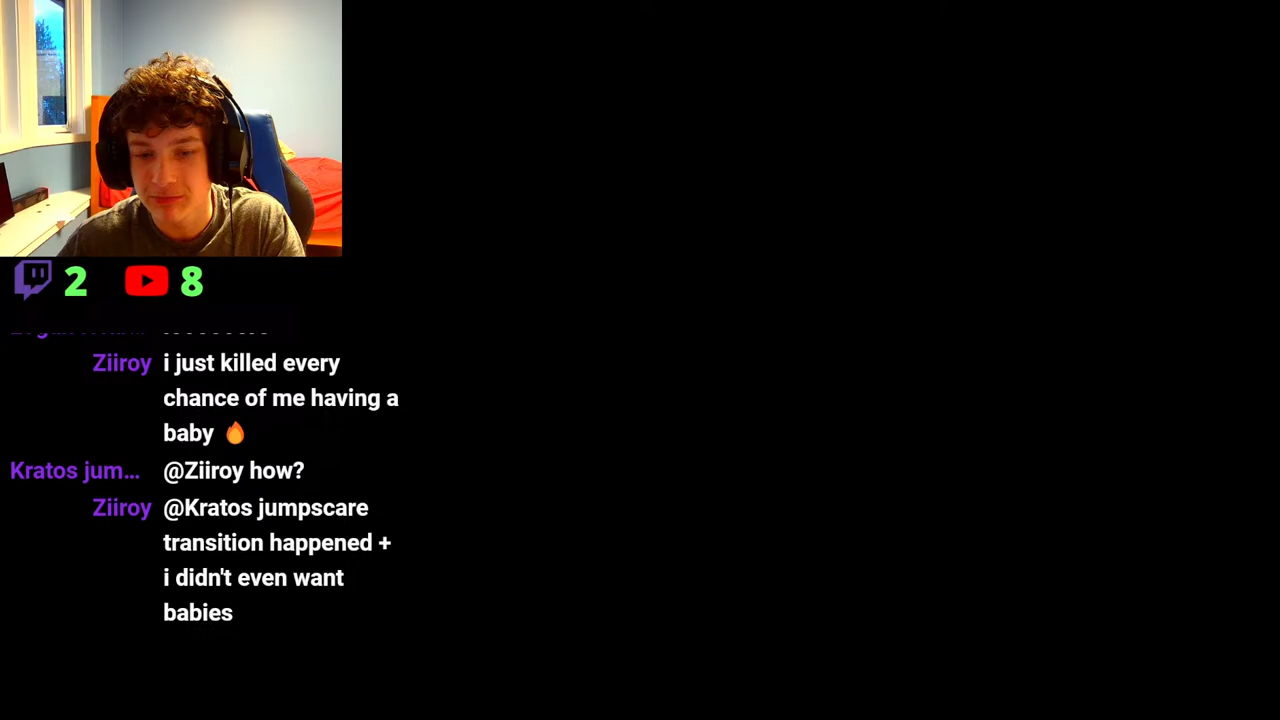 2 8
Ziiroy i just killed every
chance of me having a
baby 🔥
Kratos jum... @Ziiroy how?
Ziiroy @Kratos jumpscare
transition happened +
i didn't even want
babies